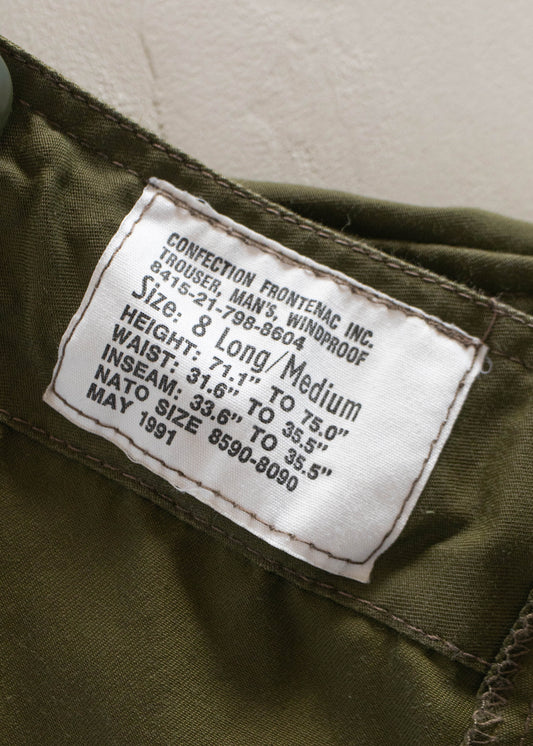 CONFECTION FRONTENAC INC.
TROUSER, MAN'S, WINDPROOF
8415-21-798-8604
Size: 8 Long/Medium
HEIGHT: 71.1" TO 75.0"
WAIST: 31.6" TO 35.5"
INSEAM: 33.6" TO 35.5"
NATO SIZE 8590-8090
MAY 1991